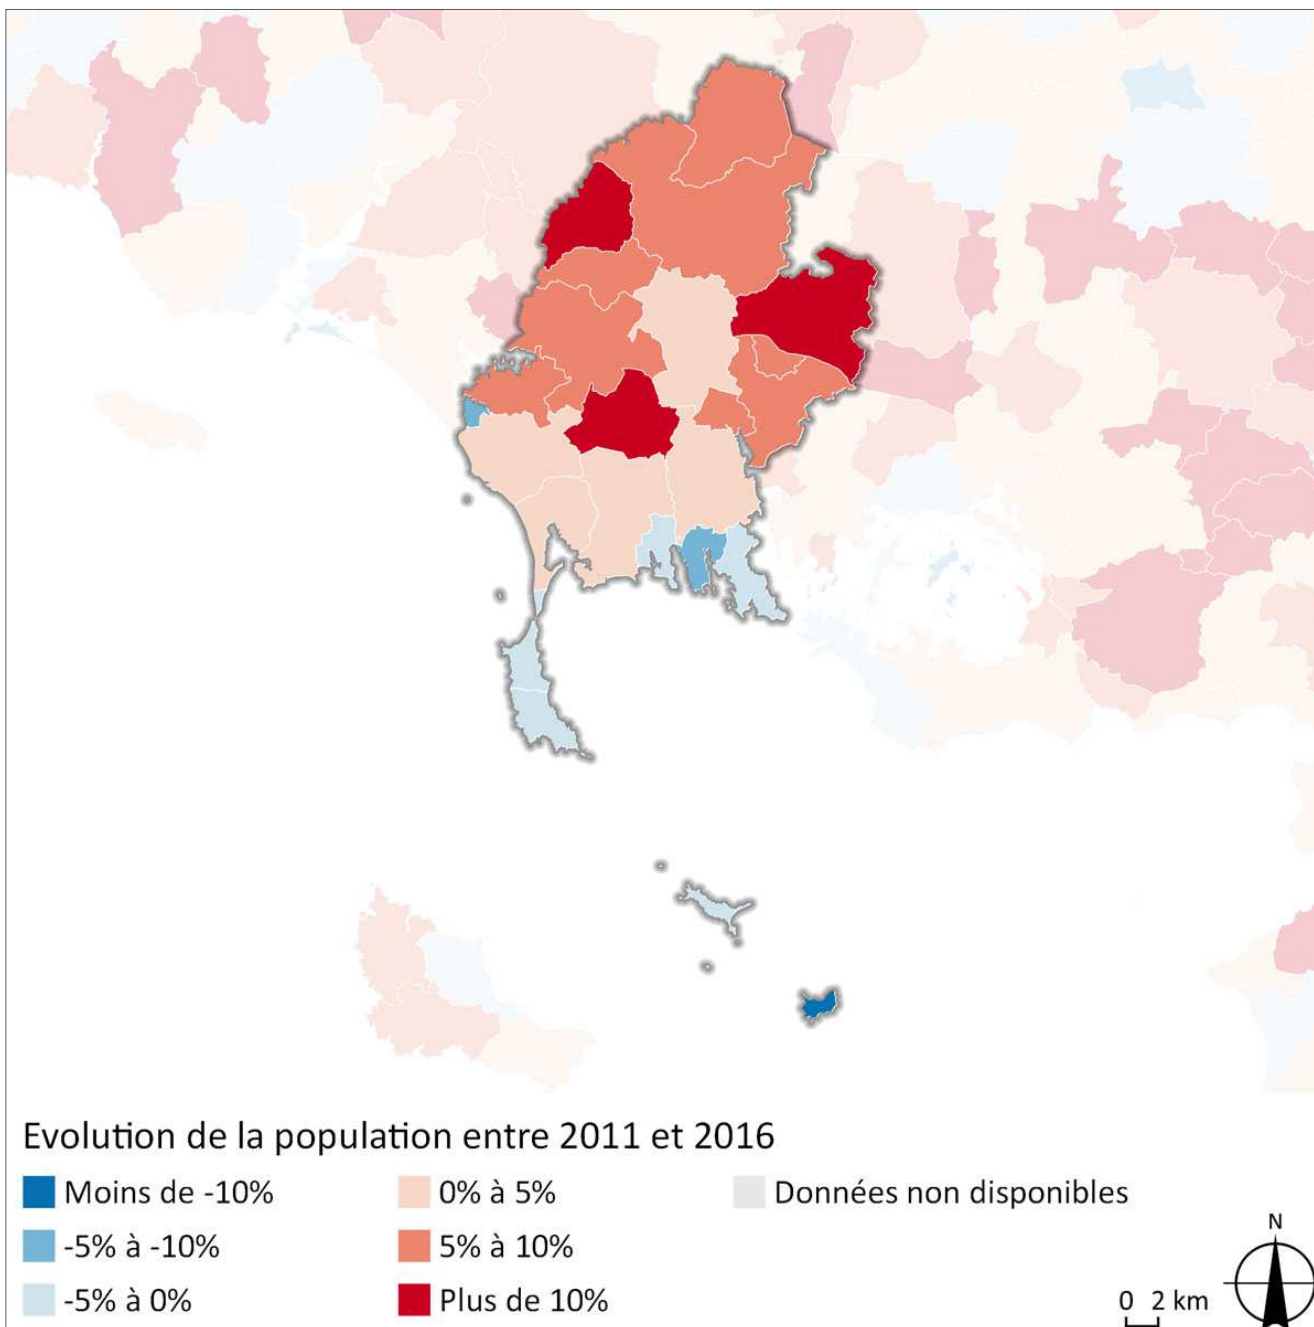 Evolution de la population entre 2011 et 2016
Moins de -10%
0% à 5%
Données non disponibles
-5% à -10%
5% à 10%
-5% à 0%
Plus de 10%
0 2 km
N